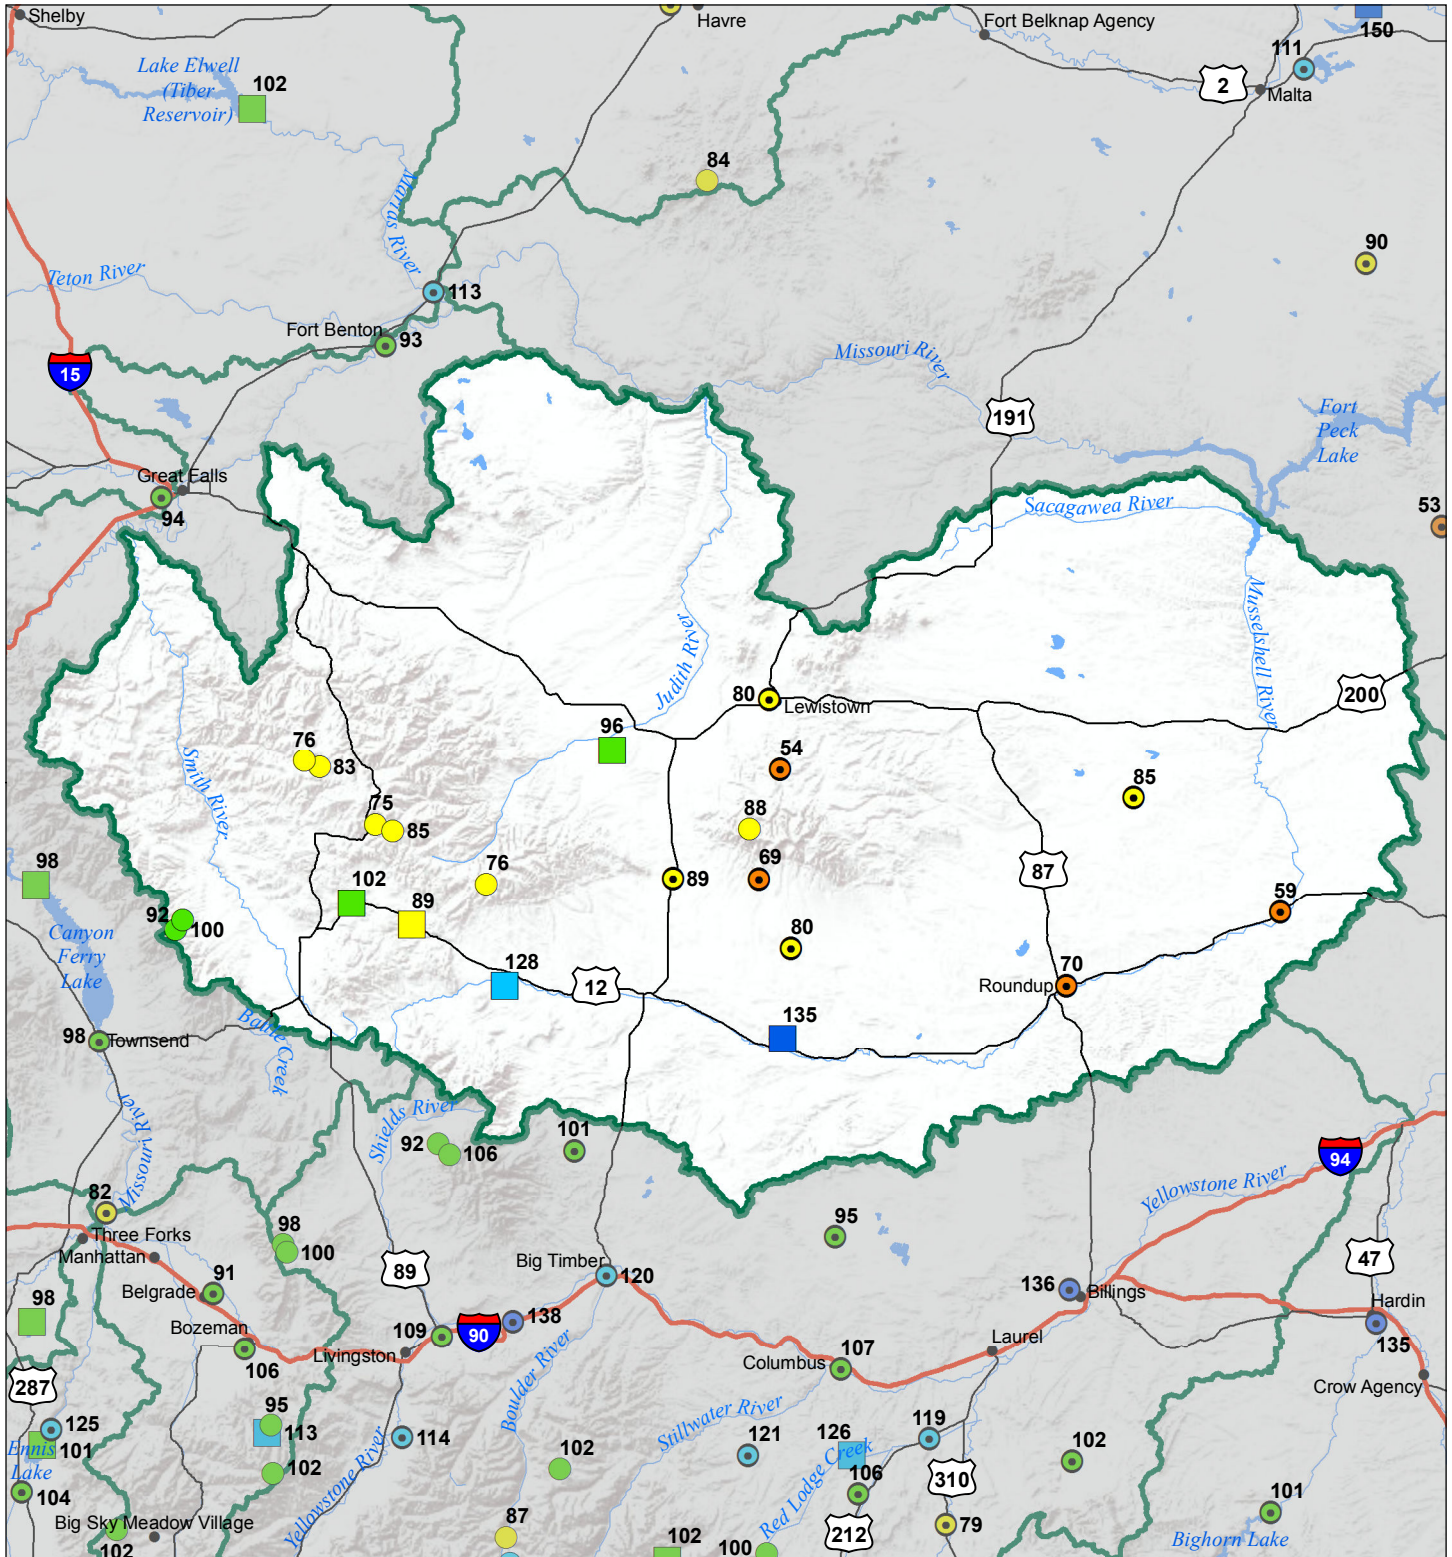 Shelby
Havre
Fort Belknap Agency
150
111
Lake Elwell
(Tiber
Reservoir)
102
2
Malta
84
Marias River
90
Teton River
113
Fort Benton
93
Missouri River
15
191
Fort
Peck
Lake
Great Falls
94
Sacagawea River
53
Musselshell River
Judith River
80
Lewistown
200
96
76
83
54
Smith River
85
75
85
88
98
102
76
69
89
87
89
59
92
100
Canyon
Ferry
Lake
80
128
12
70
Roundup
135
98
Townsend
Battle Creek
Missouri River
Shields River
92
106
101
94
Yellowstone River
82
Three Forks
Manhattan
98
100
95
89
Big Timber
120
47
91
Belgrade
136
Billings
Hardin
98
Bozeman
106
109
90
138
Livingston
135
Laurel
Columbus
107
Boulder River
287
Crow Agency
95
113
125
101
Ennis
Lake
114
Stillwater River
119
121
126
102
102
102
Red Lodge Creek
106
310
104
Yellowstone River
101
Big Sky Meadow Village
87
212
79
Bighorn Lake
102
102
100